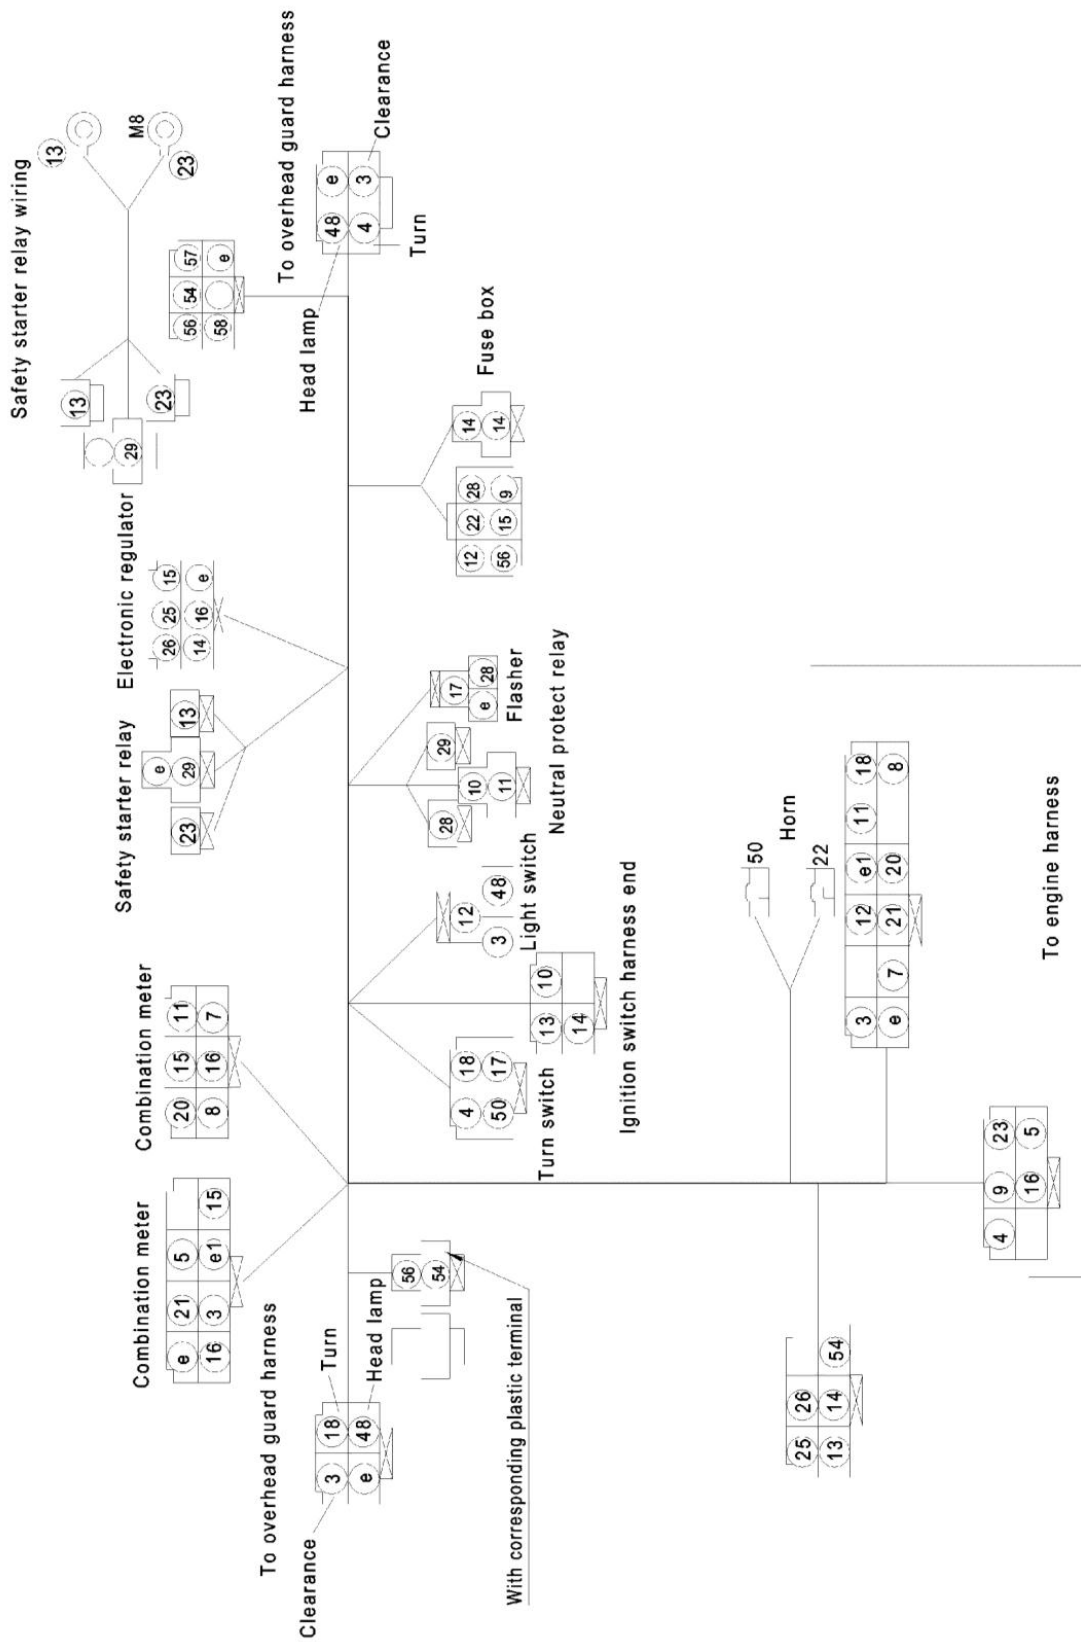 Safety starter relay wiring
13
13
M8
29
23
23
Combination meter
e 21 5
16 3 e1 15
Combination meter
20 15 11
8 16 7
Safety starter relay
e
23 29 13
Electronic regulator
26 25 15
14 16 e
56 54 57
58 e
To overhead guard harness
To overhead guard harness
Clearance
Turn
3 18
e 48
Head lamp
Head lamp
48 e
4 3
Clearance
Turn
56
54
With corresponding plastic terminal
4 18
50 17
Turn switch
13 10
14
Ignition switch harness end
12
3 48
Light switch
28 29
10
11
Neutral protect relay
17
e 28
Flasher
12 22 28
56 15 9
14
14
Fuse box
50
Horn
22
25 26
13 14 54
4 9 23
16 5
3 12 e1 11 18
e 7 21 20 8
To engine harness